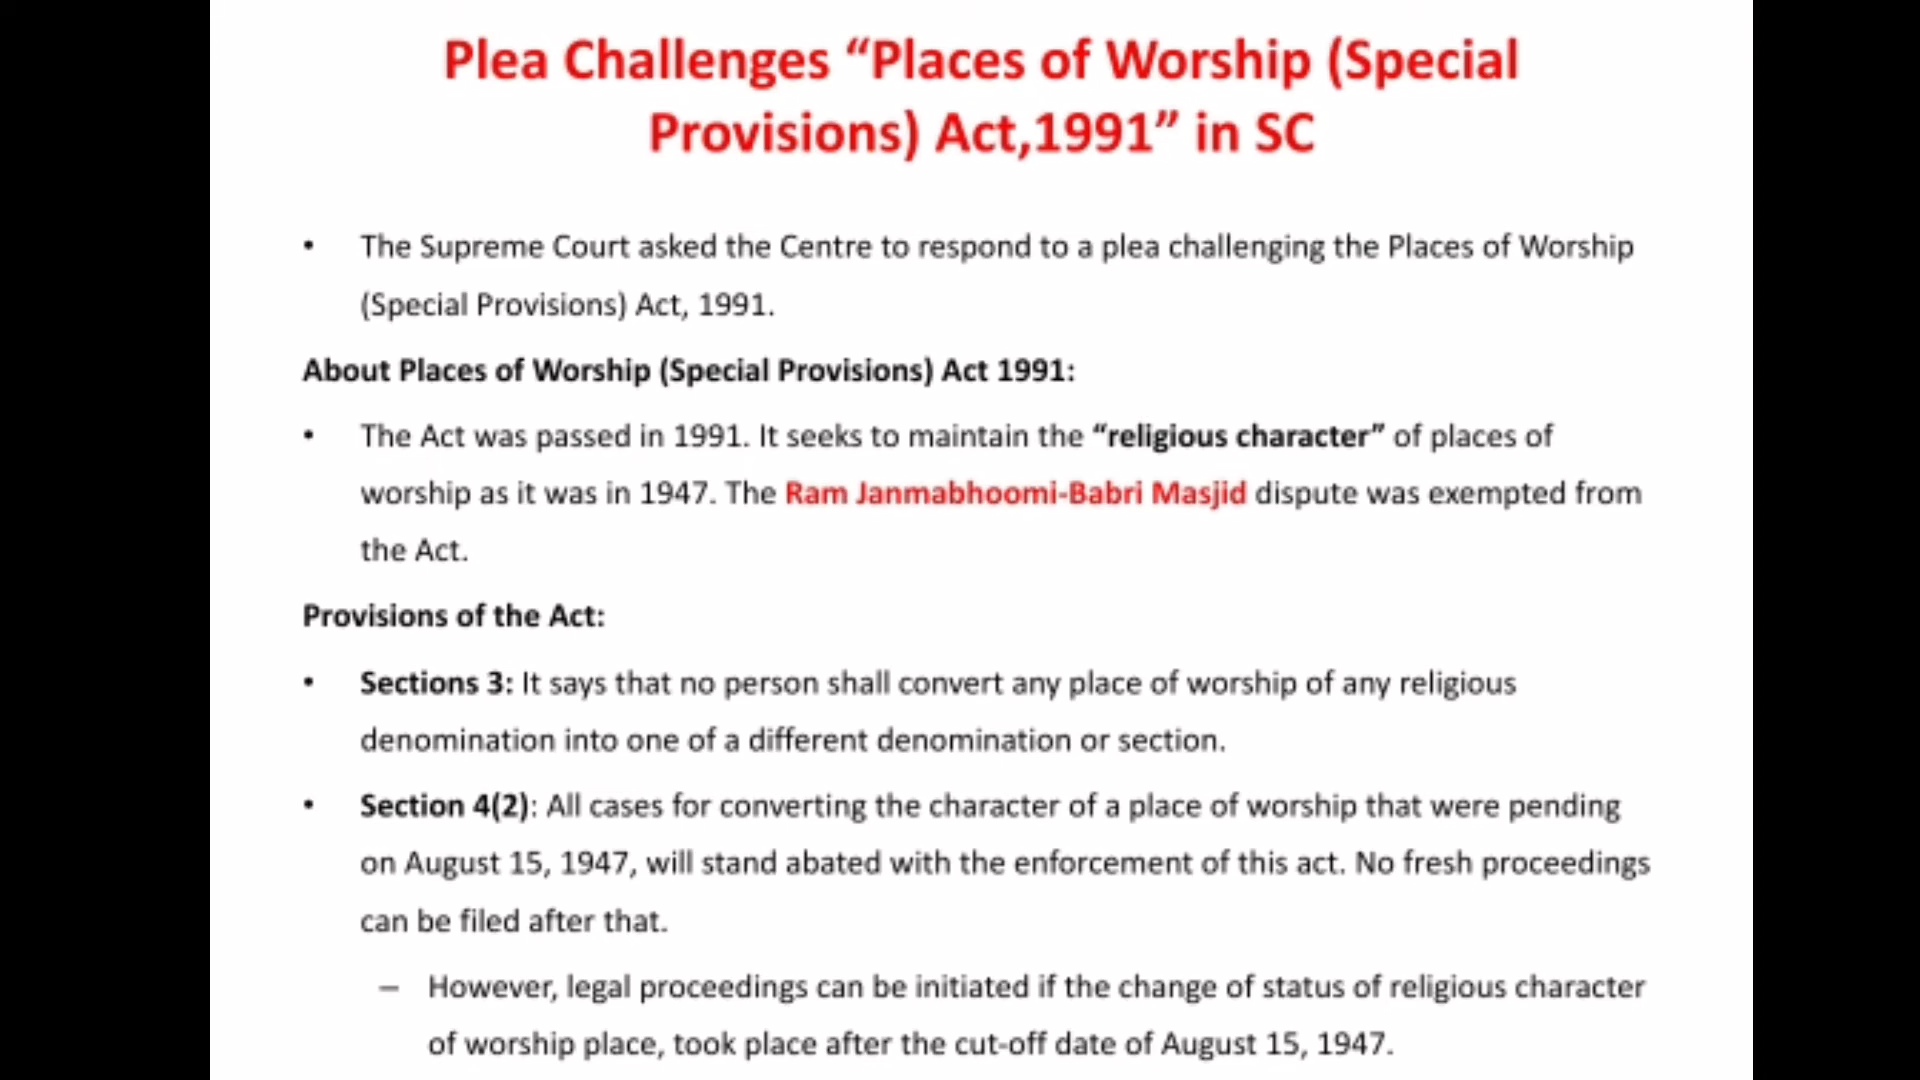 Plea Challenges “Places of Worship (Special
Provisions) Act,1991” in SC
• The Supreme Court asked the Centre to respond to a plea challenging the Places of Worship
(Special Provisions) Act, 1991.
About Places of Worship (Special Provisions) Act 1991:
• The Act was passed in 1991. It seeks to maintain the “religious character” of places of
worship as it was in 1947. The Ram Janmabhoomi-Babri Masjid dispute was exempted from
the Act.
Provisions of the Act:
• Sections 3: It says that no person shall convert any place of worship of any religious
denomination into one of a different denomination or section.
• Section 4(2): All cases for converting the character of a place of worship that were pending
on August 15, 1947, will stand abated with the enforcement of this act. No fresh proceedings
can be filed after that.
– However, legal proceedings can be initiated if the change of status of religious character
of worship place, took place after the cut-off date of August 15, 1947.